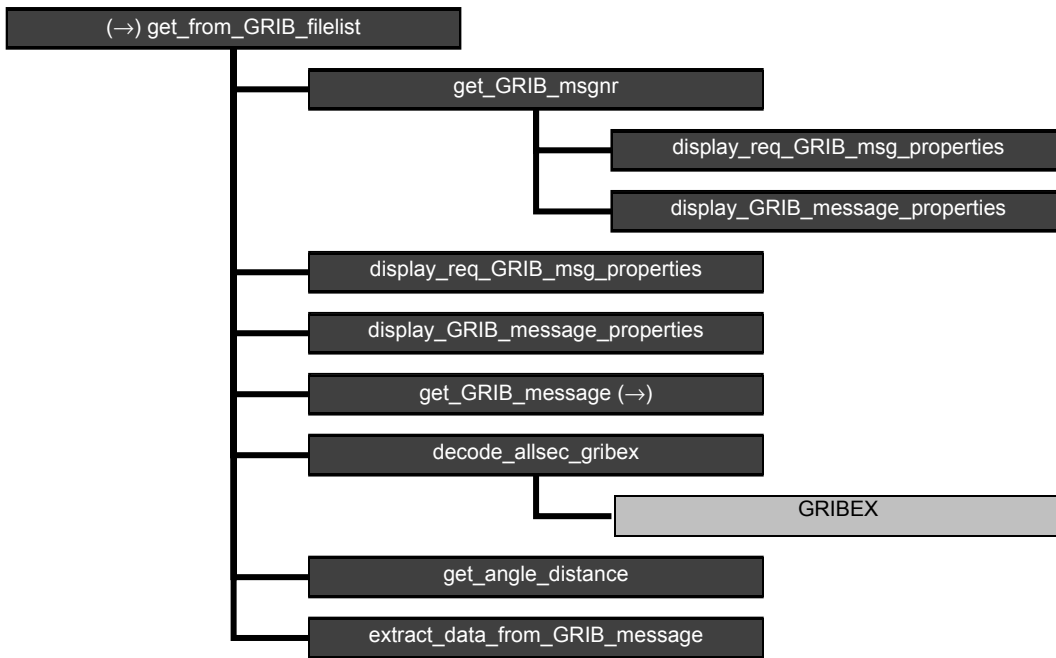 (→) get_from_GRIB_filelist
get_GRIB_msgnr
display_req_GRIB_msg_properties
display_GRIB_message_properties
display_req_GRIB_msg_properties
display_GRIB_message_properties
get_GRIB_message (→)
decode_allsec_gribex
GRIBEX
get_angle_distance
extract_data_from_GRIB_message